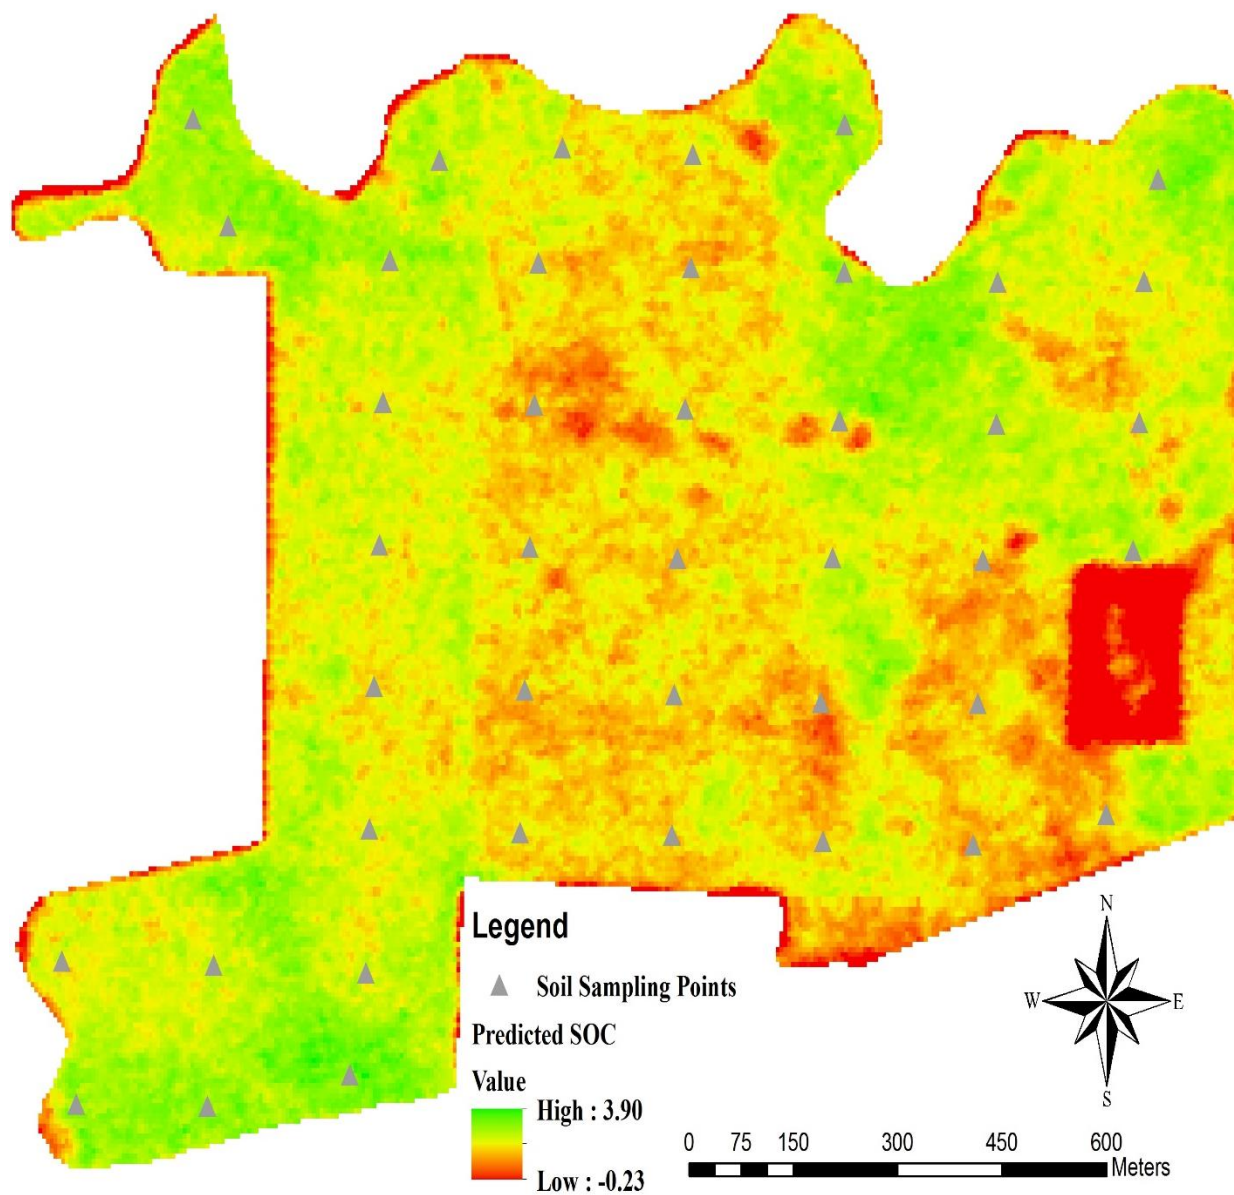 N
W E
S
Legend
Soil Sampling Points
Predicted SOC
Value
High : 3.90
Low : -0.23
0 75 150 300 450 600
Meters